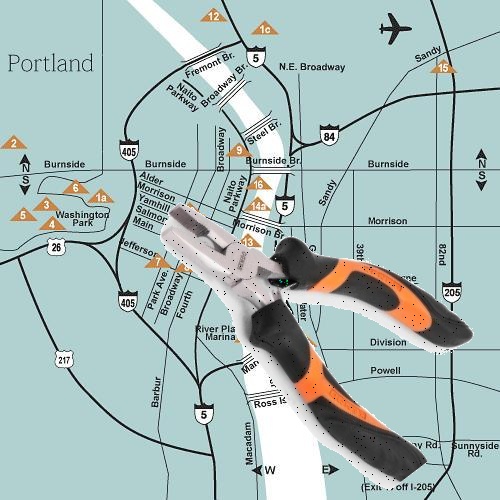 12
1c
5
Fremont Br.
Sandy
Portland
Naito
Parkway
Broadway Br.
N.E. Broadway
15
Steel Br.
84
2
405
Broadway
9
N
S
Burnside
Burnside
Burnside Br.
Burnside
N
S
Alder
Naito
Parkway
16
Sandy
6
1a
Morrison
5
3
Yamhill
14a
5
Washington
Park
4
Salmon
Morrison Br.
Morrison
Main
26
13
Jefferson
7
39th
82nd
Park Ave.
Broadway
Fourth
405
205
River Pla
Marina
Division
217
Man
Powell
Barbur
Ross Is
5
Macadam
Sunnyside
Rd.
W
E
off I-205)